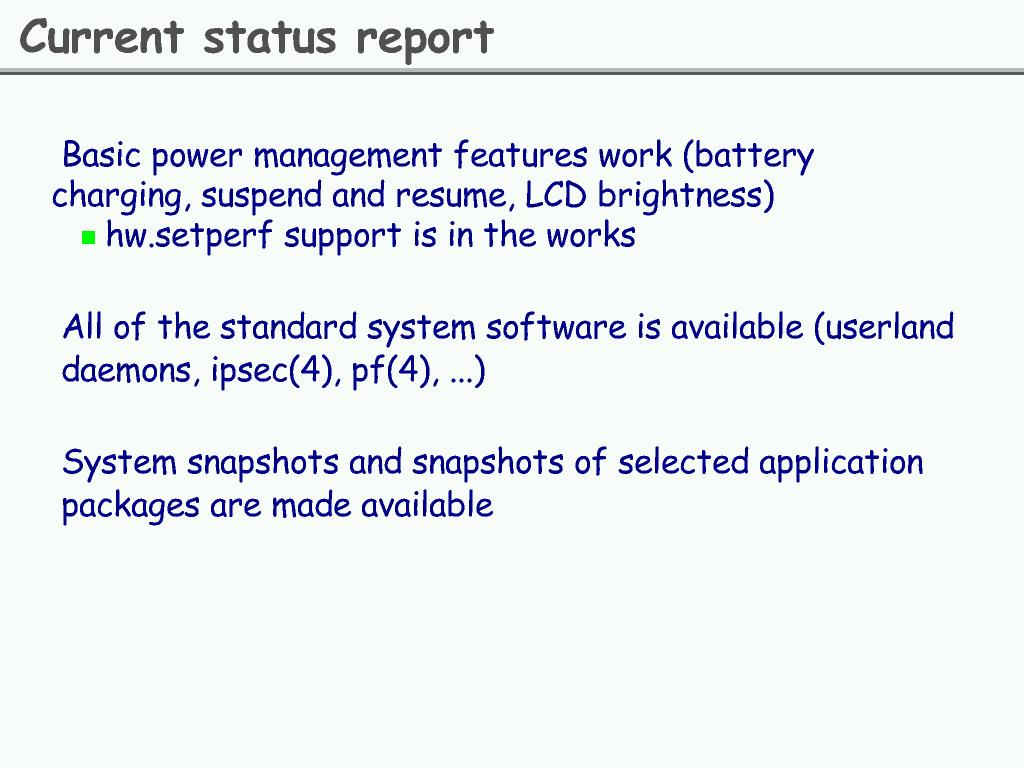 Current status report
Basic power management features work (battery
charging, suspend and resume, LCD brightness)
hw.setperf support is in the works
All of the standard system software is available (userland
daemons, ipsec(4), pf(4), ...)
System snapshots and snapshots of selected application
packages are made available